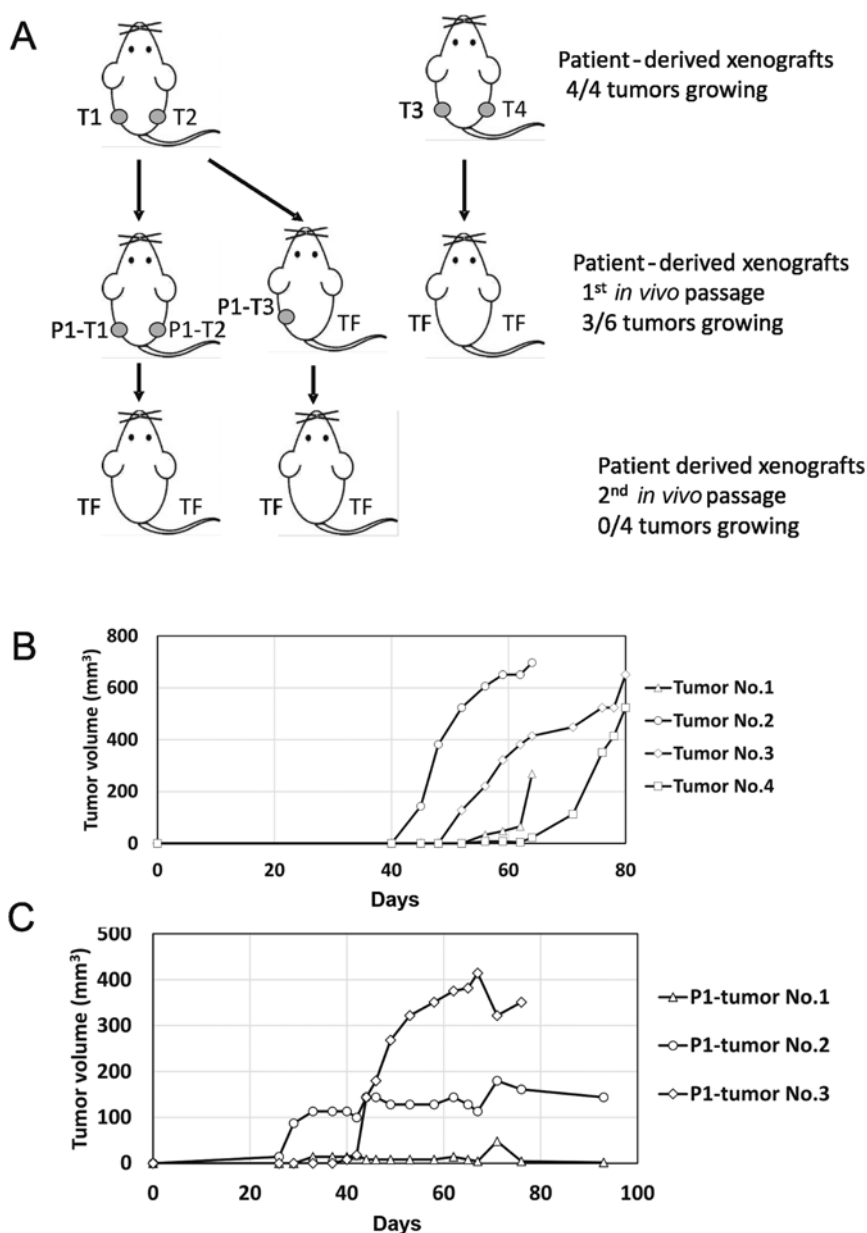 A
T1
T2
T3
T4
Patient-derived xenografts
4/4 tumors growing
P1-T1
P1-T2
P1-T3
TF
TF
TF
Patient-derived xenografts
1st in vivo passage
3/6 tumors growing
TF
TF
TF
TF
Patient derived xenografts
2nd in vivo passage
0/4 tumors growing
B
Tumor volume (mm³)
800
600
400
200
0
0
20
40
60
80
Days
Tumor No.1
Tumor No.2
Tumor No.3
Tumor No.4
C
Tumor volume (mm³)
500
400
300
200
100
0
0
20
40
60
80
100
Days
P1-tumor No.1
P1-tumor No.2
P1-tumor No.3